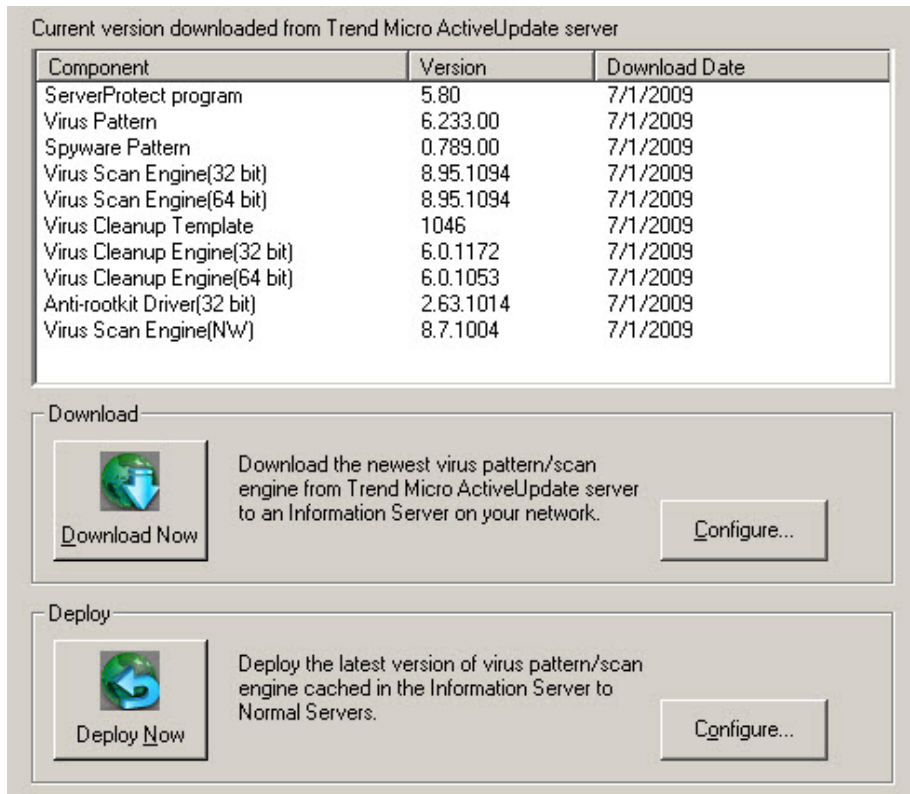 Current version downloaded from Trend Micro ActiveUpdate server
Component Version Download Date
ServerProtect program 5.80 7/1/2009
Virus Pattern 6.233.00 7/1/2009
Spyware Pattern 0.789.00 7/1/2009
Virus Scan Engine(32 bit) 8.95.1094 7/1/2009
Virus Scan Engine(64 bit) 8.95.1094 7/1/2009
Virus Cleanup Template 1046 7/1/2009
Virus Cleanup Engine(32 bit) 6.0.1172 7/1/2009
Virus Cleanup Engine(64 bit) 6.0.1053 7/1/2009
Anti-rootkit Driver(32 bit) 2.63.1014 7/1/2009
Virus Scan Engine(NW) 8.7.1004 7/1/2009
Download
Download the newest virus pattern/scan
engine from Trend Micro ActiveUpdate server
to an Information Server on your network.
Download Now
Configure...
Deploy
Deploy the latest version of virus pattern/scan
engine cached in the Information Server to
Normal Servers.
Deploy Now
Configure...